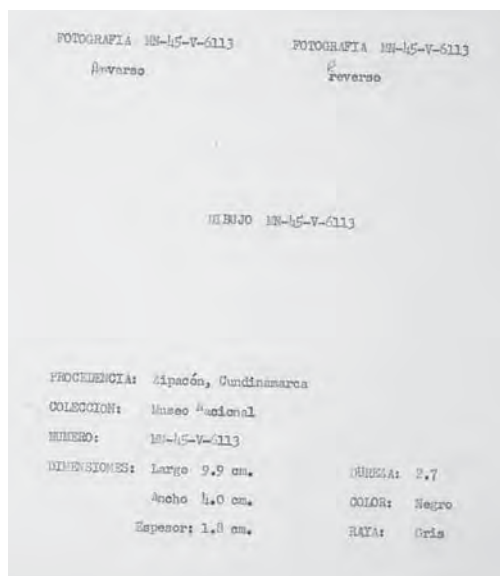 FOTOGRAFIA MN-45-V-6113 FOTOGRAFIA MN-45-V-6113
Anverso Reverso
DIBUJO MN-45-V-6113
PROCEDENCIA: Zipacón, Cundinamarca
COLECCION: Museo Nacional
NUMERO: MN-45-V-6113
DIMENSIONES: Largo 9.9 cm. DUREZA: 2.7
Ancho 4.0 cm. COLOR: Negro
Espesor: 1.8 cm. RAYA: Gris